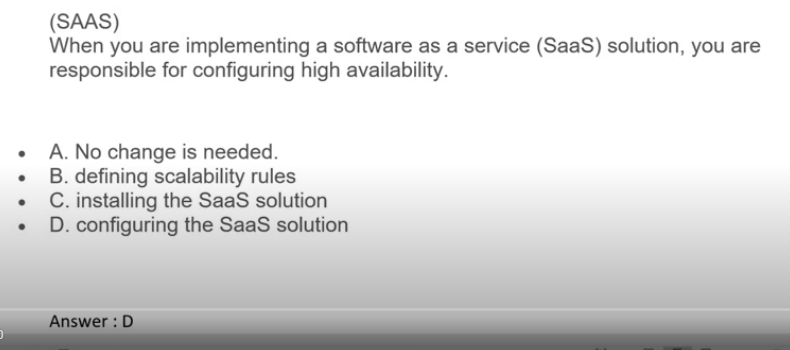 (SAAS)
When you are implementing a software as a service (SaaS) solution, you are
responsible for configuring high availability.
• A. No change is needed.
• B. defining scalability rules
• C. installing the SaaS solution
• D. configuring the SaaS solution
Answer : D